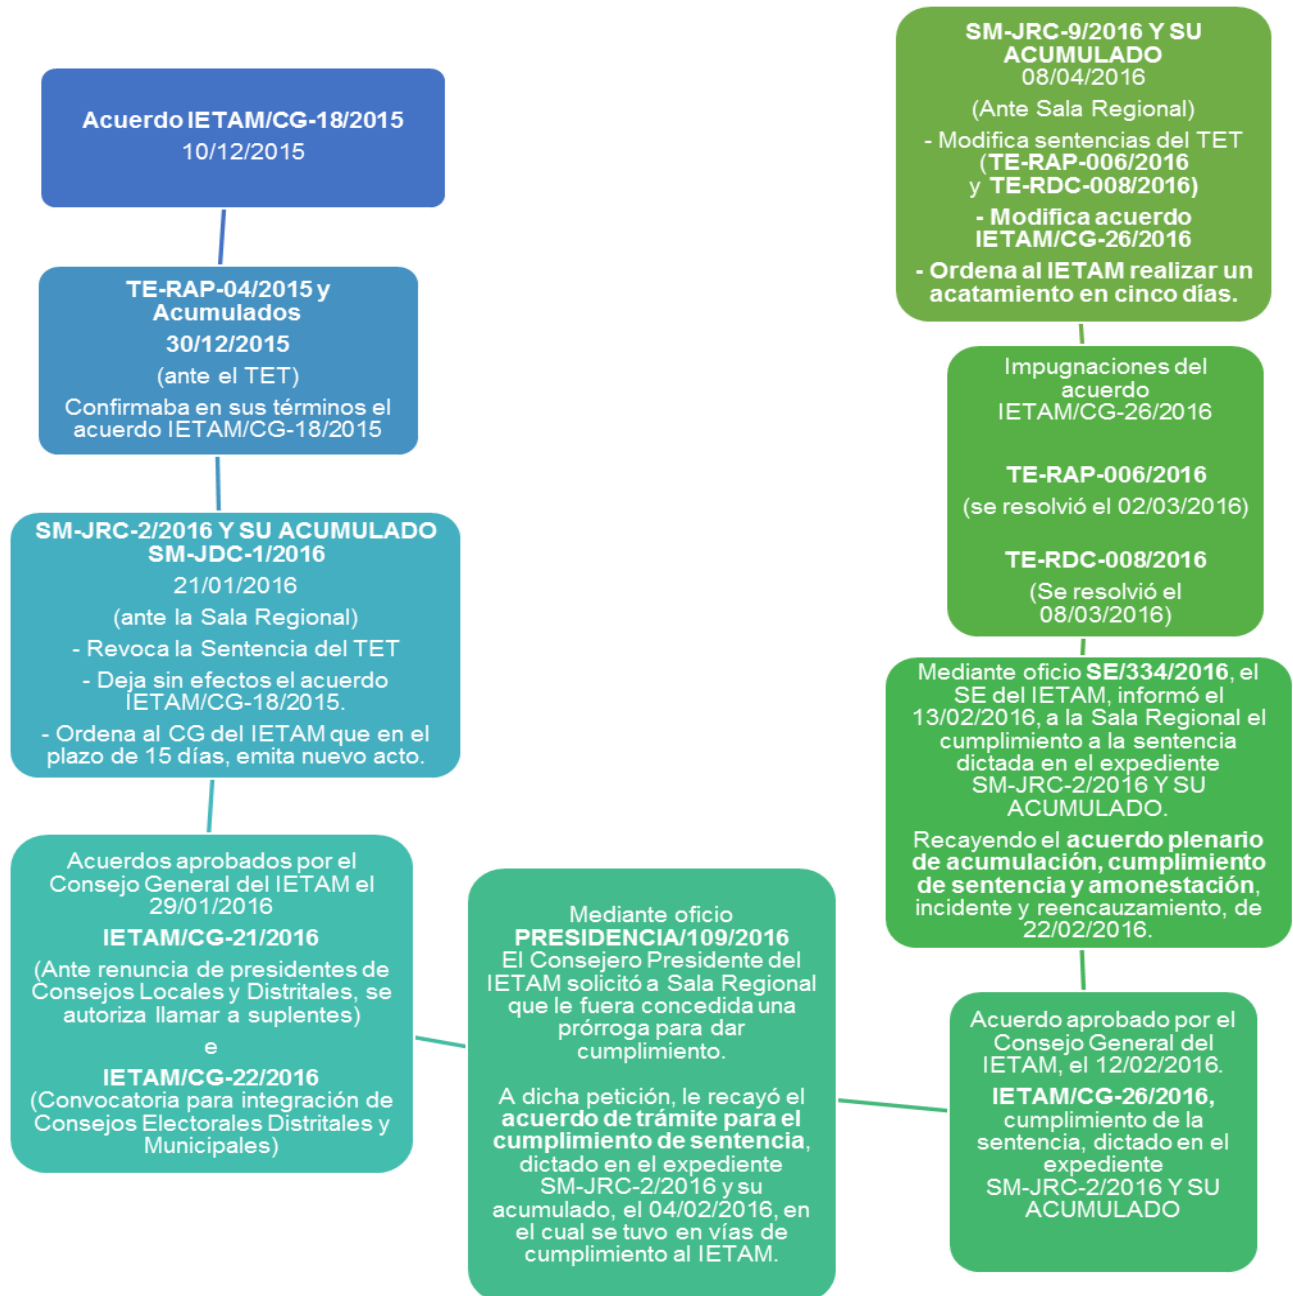 Acuerdo IETAM/CG-18/2015
10/12/2015
TE-RAP-04/2015 y
Acumulados
30/12/2015
(ante el TET)
Confirmaba en sus términos el
acuerdo IETAM/CG-18/2015
SM-JRC-2/2016 Y SU ACUMULADO
SM-JDC-1/2016
21/01/2016
(ante la Sala Regional)
- Revoca la Sentencia del TET
- Deja sin efectos el acuerdo
IETAM/CG-18/2015.
- Ordena al CG del IETAM que en el
plazo de 15 días, emita nuevo acto.
Acuerdos aprobados por el
Consejo General del IETAM el
29/01/2016
IETAM/CG-21/2016
(Ante renuncia de presidentes de
Consejos Locales y Distritales, se
autoriza llamar a suplentes)
e
IETAM/CG-22/2016
(Convocatoria para integración de
Consejos Electorales Distritales y
Municipales)
Mediante oficio
PRESIDENCIA/109/2016
El Consejero Presidente del
IETAM solicitó a Sala Regional
que le fuera concedida una
prórroga para dar
cumplimiento.
A dicha petición, le recayó el
acuerdo de trámite para el
cumplimiento de sentencia,
dictado en el expediente
SM-JRC-2/2016 y su
acumulado, el 04/02/2016, en
el cual se tuvo en vías de
cumplimiento al IETAM.
Acuerdo aprobado por el
Consejo General del
IETAM, el 12/02/2016.
IETAM/CG-26/2016,
cumplimiento de la
sentencia, dictado en el
expediente
SM-JRC-2/2016 Y SU
ACUMULADO
Mediante oficio SE/334/2016, el
SE del IETAM, informó el
13/02/2016, a la Sala Regional el
cumplimiento a la sentencia
dictada en el expediente
SM-JRC-2/2016 Y SU
ACUMULADO.
Recayendo el acuerdo plenario
de acumulación, cumplimiento
de sentencia y amonestación,
incidente y reencauzamiento, de
22/02/2016.
Impugnaciones del
acuerdo
IETAM/CG-26/2016
TE-RAP-006/2016
(se resolvió el 02/03/2016)
TE-RDC-008/2016
(Se resolvió el
08/03/2016)
SM-JRC-9/2016 Y SU
ACUMULADO
08/04/2016
(Ante Sala Regional)
- Modifica sentencias del TET
(TE-RAP-006/2016
y TE-RDC-008/2016)
- Modifica acuerdo
IETAM/CG-26/2016
- Ordena al IETAM realizar un
acatamiento en cinco días.